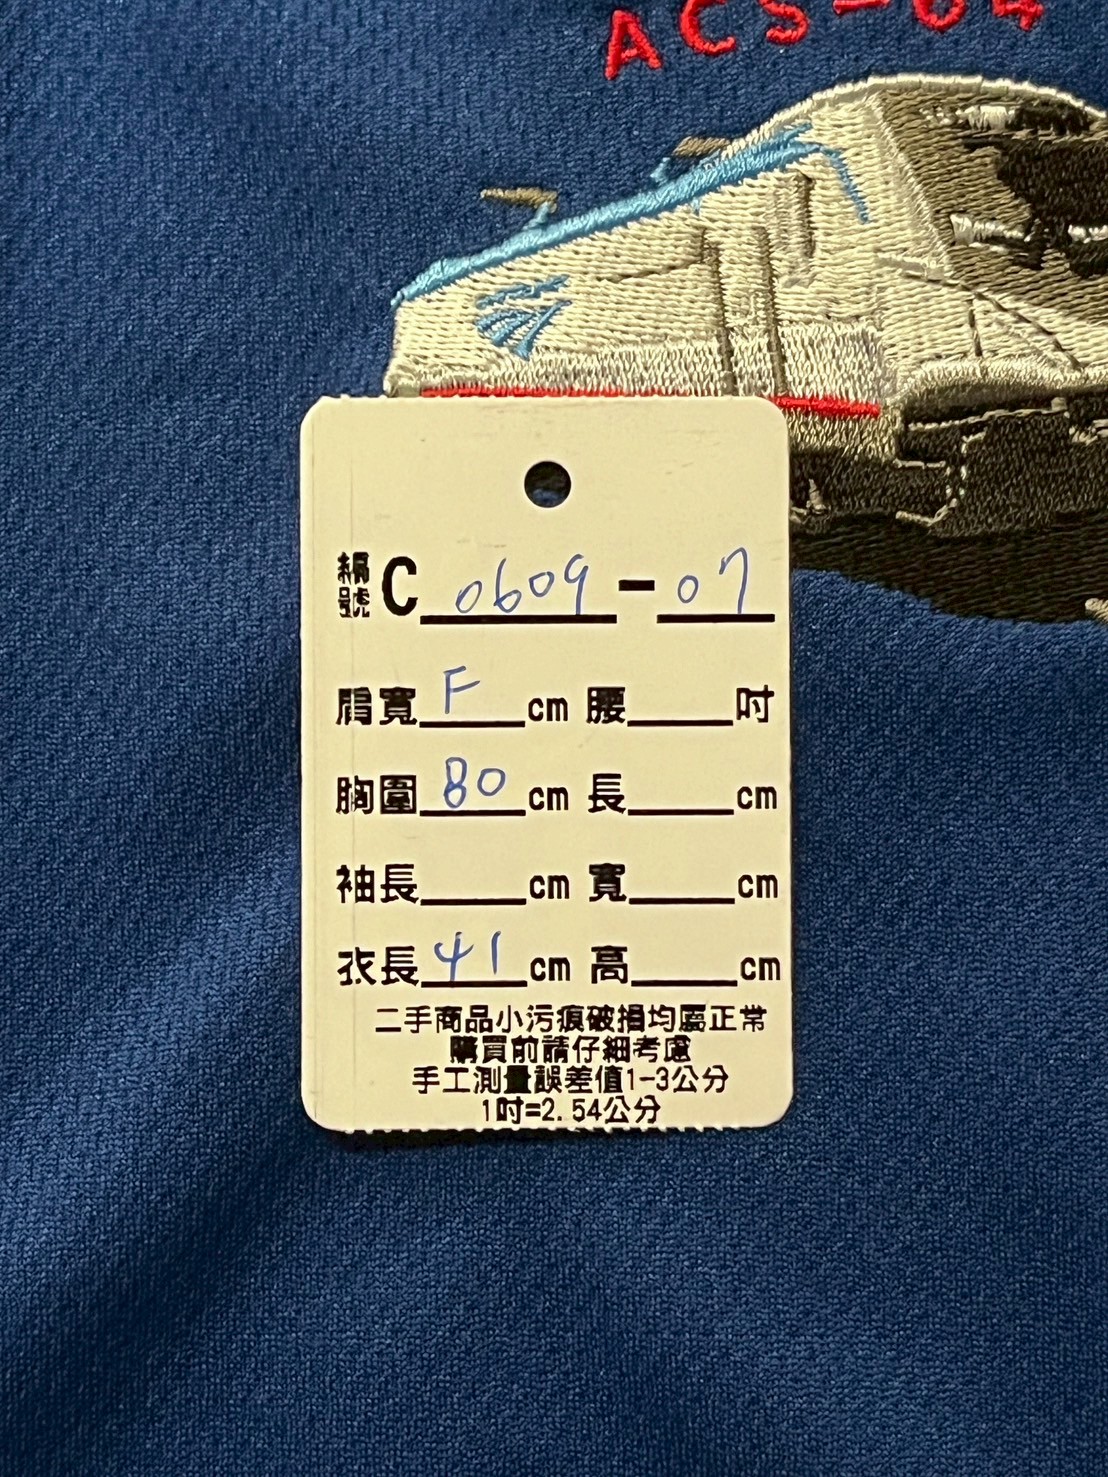 ACS-64
編號 C 0609 - 07
肩寬 F cm 腰 吋
胸圍 80 cm 長 cm
袖長 cm 寬 cm
衣長 41 cm 高 cm
二手商品小污痕破損均屬正常
購買前請仔細考慮
手工測量誤差值1-3公分
1吋=2.54公分